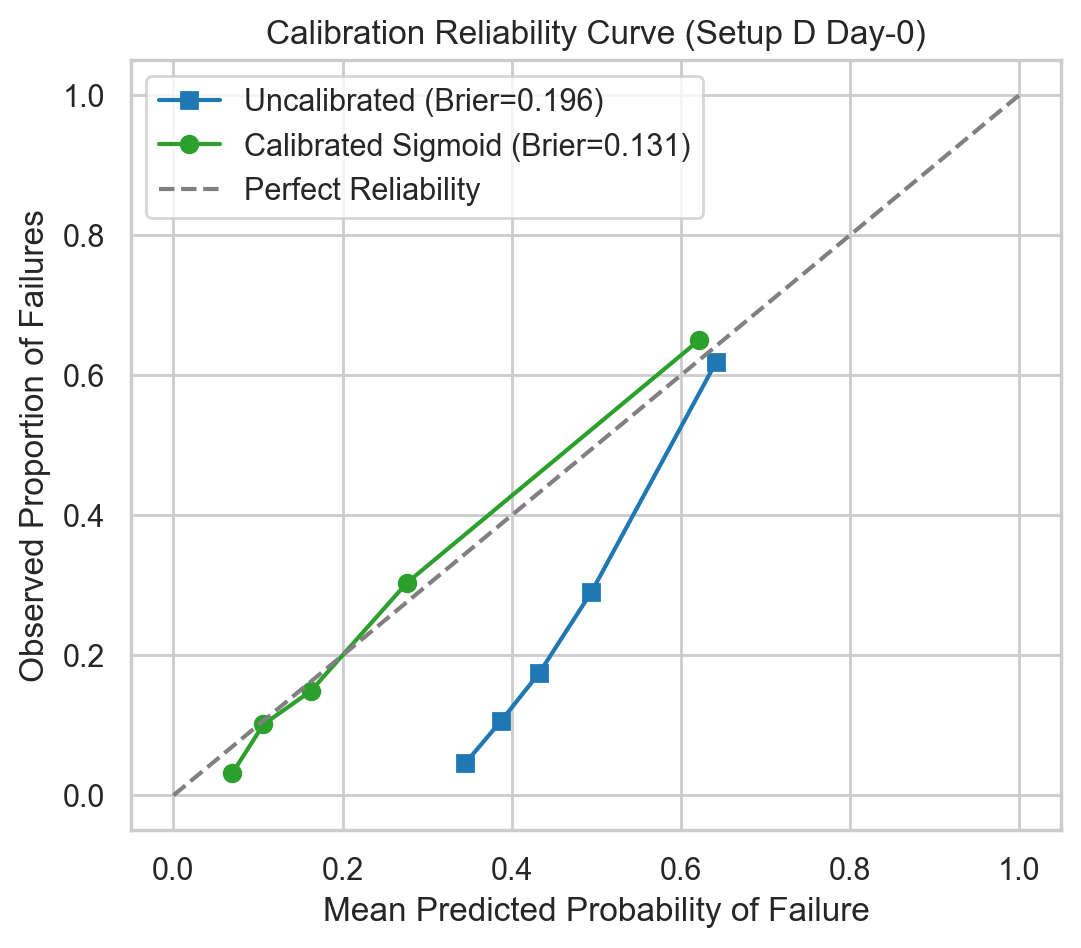 Calibration Reliability Curve (Setup D Day-0)
Uncalibrated (Brier=0.196)
Calibrated Sigmoid (Brier=0.131)
Perfect Reliability
Observed Proportion of Failures
1.0
0.8
0.6
0.4
0.2
0.0
0.0 0.2 0.4 0.6 0.8 1.0
Mean Predicted Probability of Failure